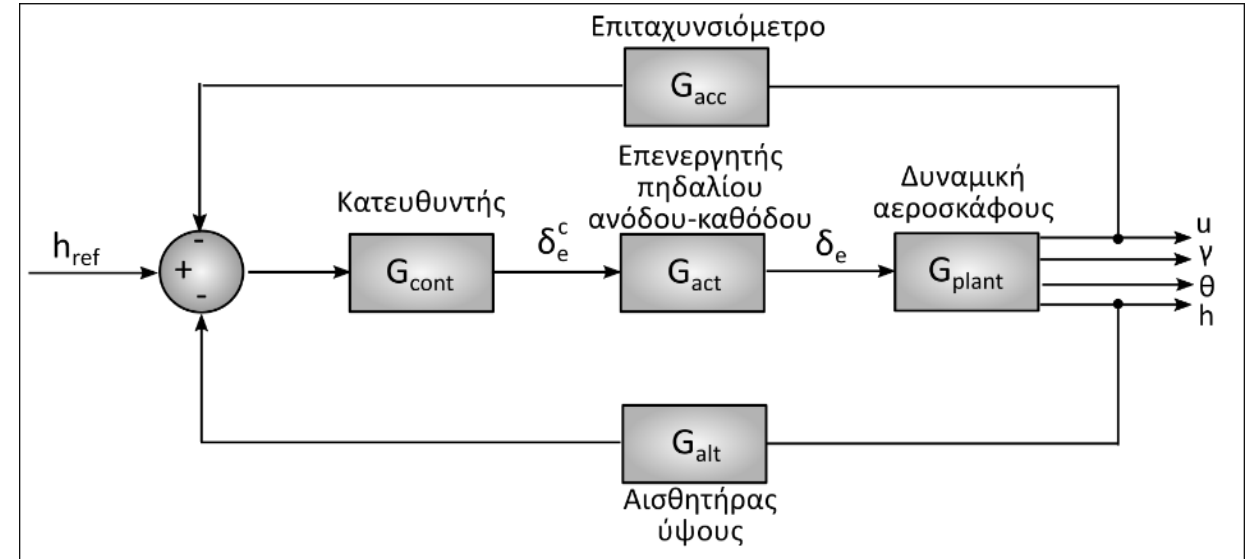 Επιταχυνσιόμετρο
G_acc
-
Επενεργητής
πηδαλίου
ανόδου-καθόδου
Κατευθυντής
Δυναμική
αεροσκάφους
h_ref
+
-
G_cont
δ_e^c
G_act
δ_e
G_plant
u
γ
θ
h
G_alt
Αισθητήρας
ύψους